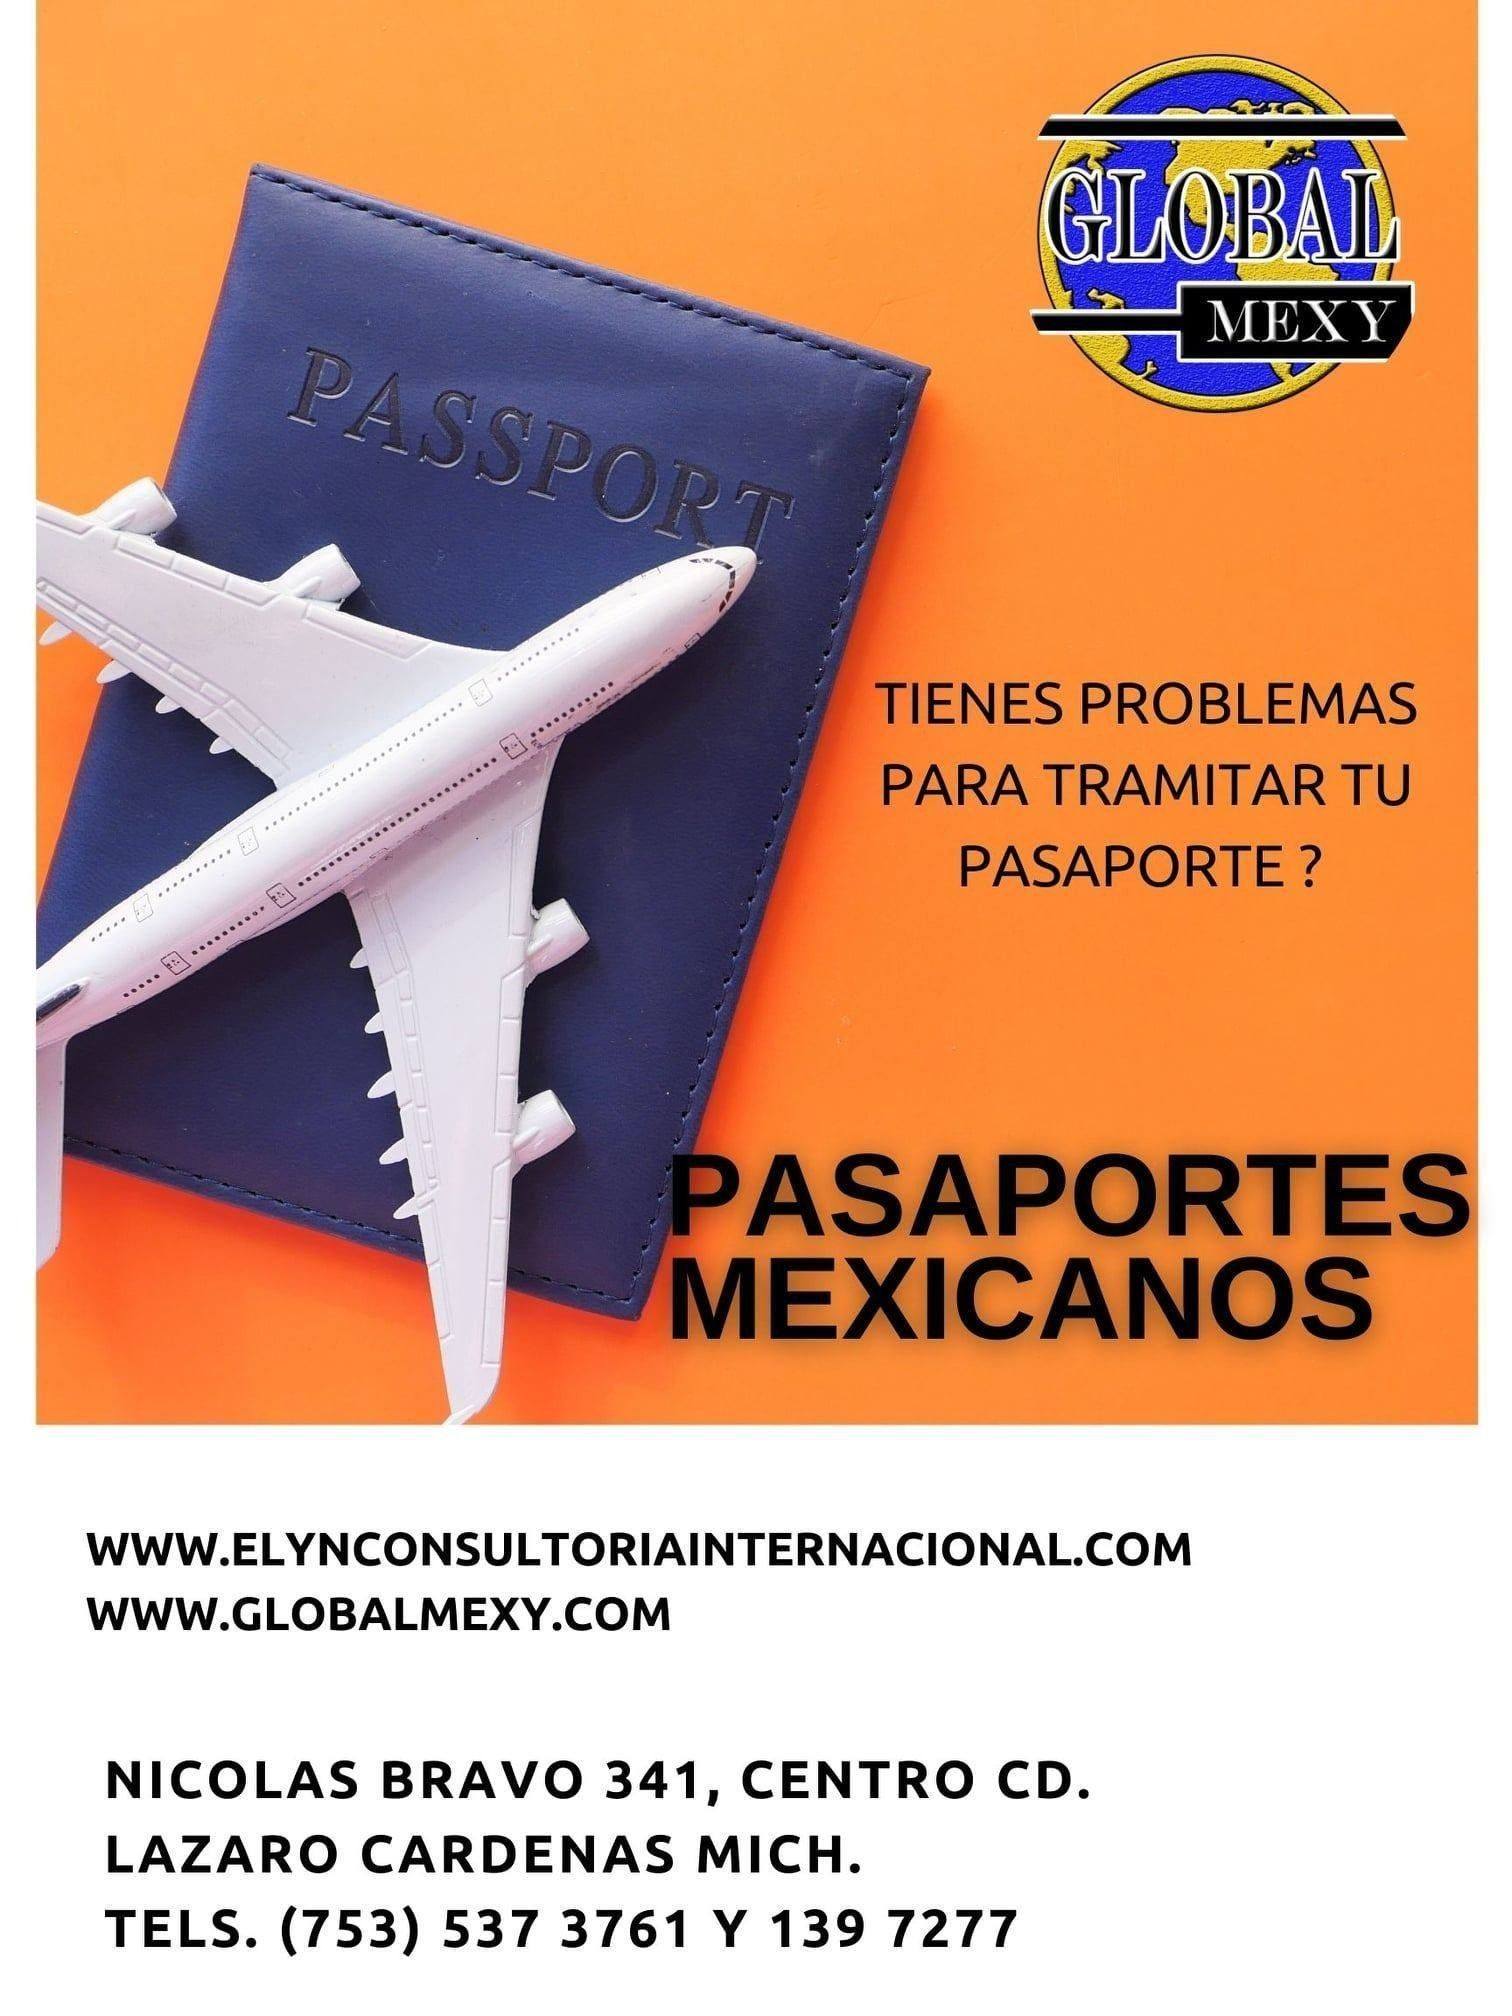 GLOBAL
MEXY
PASSPORT
TIENES PROBLEMAS
PARA TRAMITAR TU
PASAPORTE ?
PASAPORTES
MEXICANOS
WWW.ELYNCONSULTORIAINTERNACIONAL.COM
WWW.GLOBALMEXY.COM
NICOLAS BRAVO 341, CENTRO CD.
LAZARO CARDENAS MICH.
TELS. (753) 537 3761 Y 139 7277